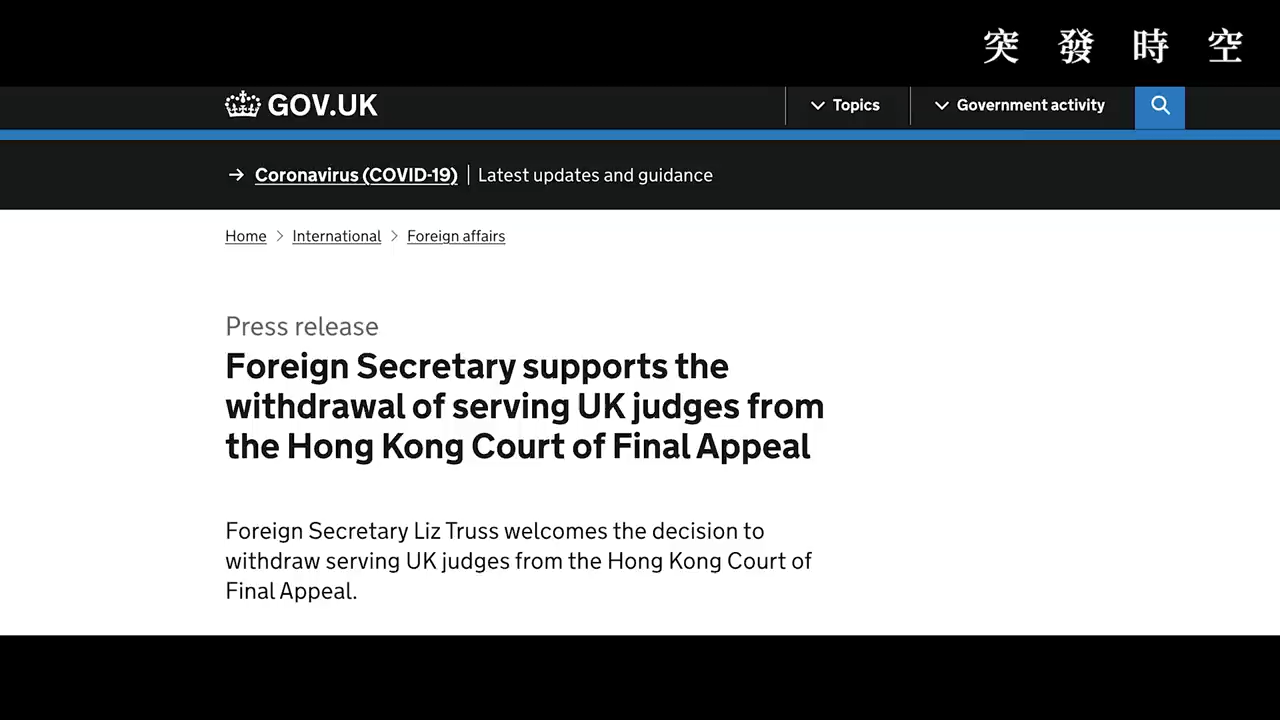 突發時空
GOV.UK
Topics
Government activity
Coronavirus (COVID-19) | Latest updates and guidance
Home > International > Foreign affairs
Press release
Foreign Secretary supports the
withdrawal of serving UK judges from
the Hong Kong Court of Final Appeal
Foreign Secretary Liz Truss welcomes the decision to
withdraw serving UK judges from the Hong Kong Court of
Final Appeal.